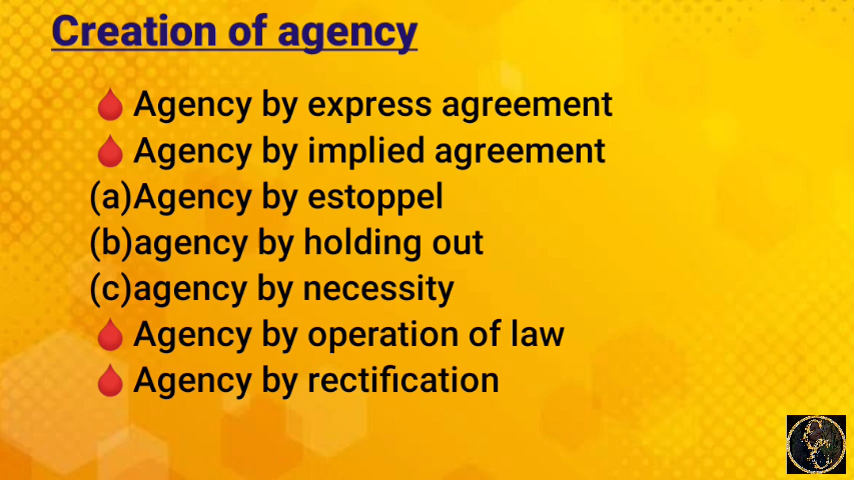 Creation of agency
🩸 Agency by express agreement
🩸 Agency by implied agreement
(a)Agency by estoppel
(b)agency by holding out
(c)agency by necessity
🩸 Agency by operation of law
🩸 Agency by rectification